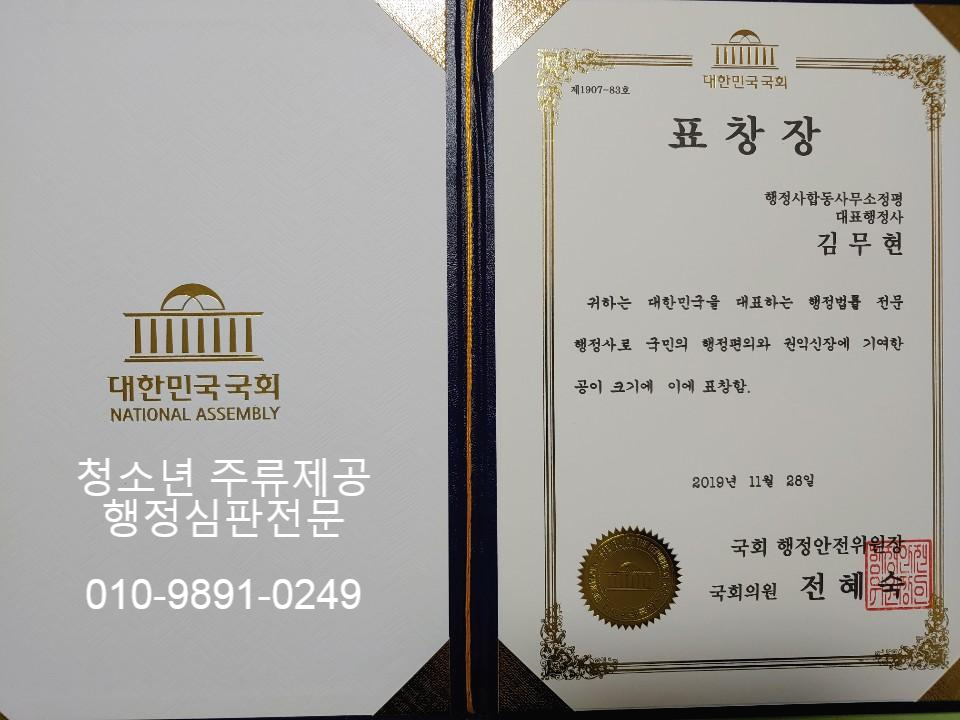 대한민국국회
NATIONAL ASSEMBLY
청소년 주류제공
행정심판전문
010-9891-0249
대한민국국회
제1907-83호
표창장
행정사합동사무소정평
대표행정사
김무현
귀하는 대한민국을 대표하는 행정법률 전문
행정사로 국민의 행정편의와 권익신장에 기여한
공이 크기에 이에 표창함.
2019년 11월 28일
국회 행정안전위원장
국회의원 전혜숙